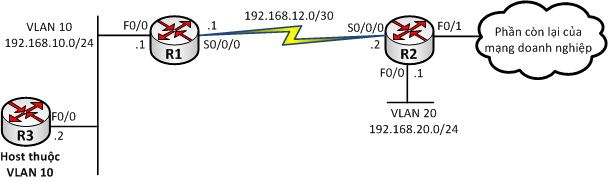 VLAN 10
192.168.10.0/24
F0/0
.1
R1
.1
S0/0/0
192.168.12.0/30
S0/0/0
.2
R2
F0/1
F0/0
.1
VLAN 20
192.168.20.0/24
Phần còn lại của
mạng doanh nghiệp
R3
F0/0
.2
Host thuộc
VLAN 10